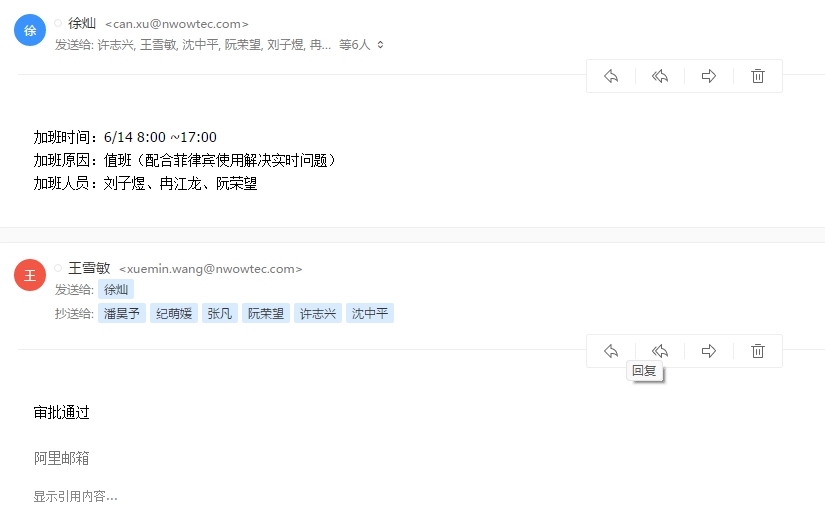 徐
徐灿 <can.xu@nwowtec.com>
发送给: 许志兴, 王雪敏, 沈中平, 阮荣望, 刘子煜, 冉... 等6人
加班时间：6/14 8:00 ~17:00
加班原因：值班（配合菲律宾使用解决实时问题）
加班人员：刘子煜、冉江龙、阮荣望
王
王雪敏 <xuemin.wang@nwowtec.com>
发送给: 徐灿
抄送给: 潘昊予 纪萌媛 张凡 阮荣望 许志兴 沈中平
回复
审批通过
阿里邮箱
显示引用内容...